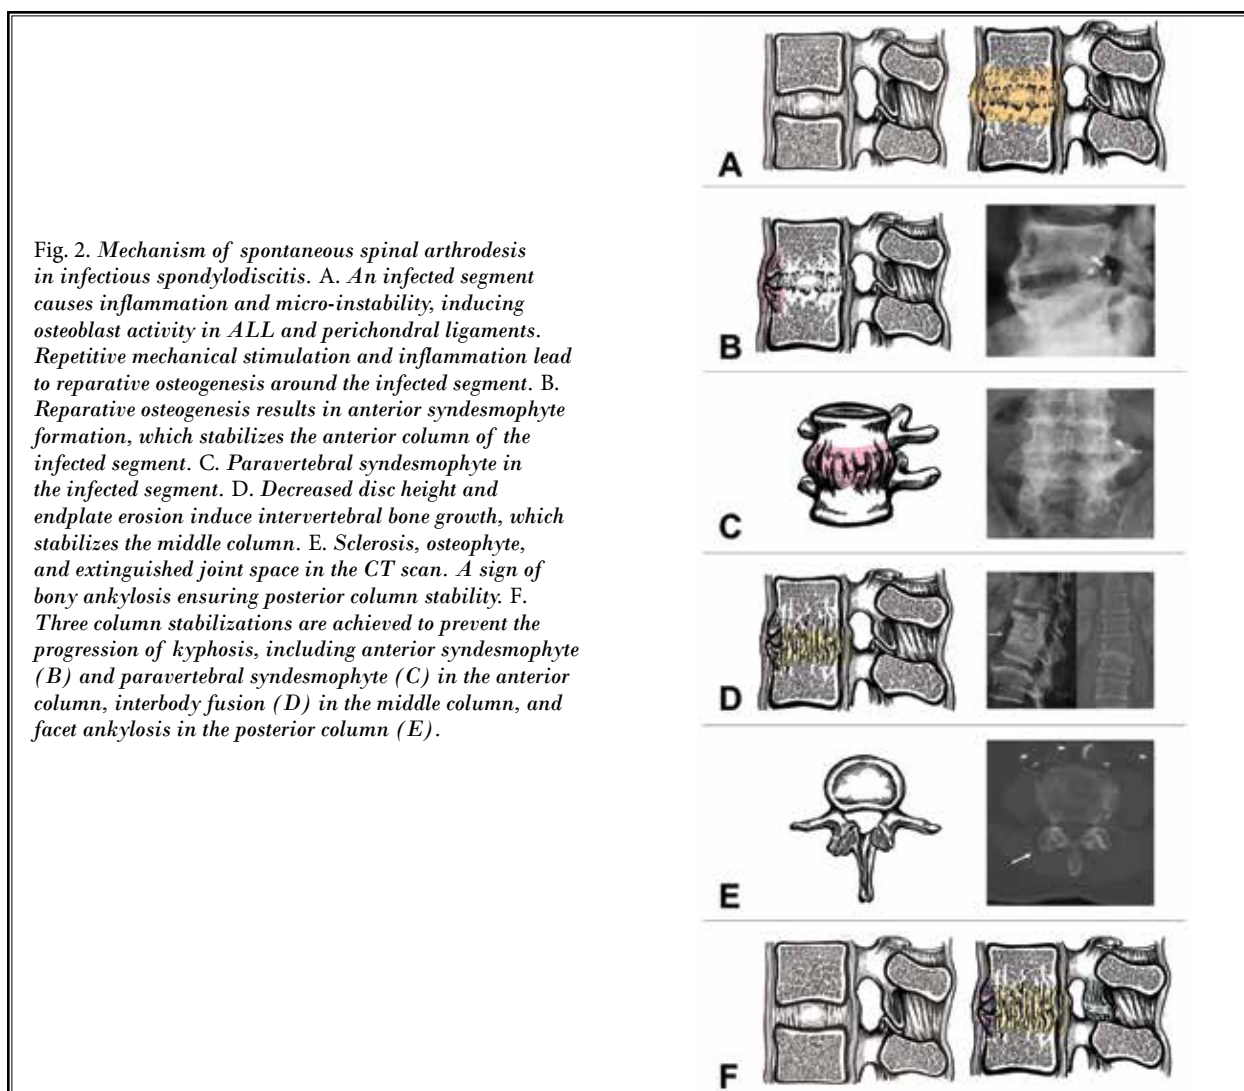 Fig. 2. Mechanism of spontaneous spinal arthrodesis
in infectious spondylodiscitis. A. An infected segment
causes inflammation and micro-instability, inducing
osteoblast activity in ALL and perichondral ligaments.
Repetitive mechanical stimulation and inflammation lead
to reparative osteogenesis around the infected segment. B.
Reparative osteogenesis results in anterior syndesmophyte
formation, which stabilizes the anterior column of the
infected segment. C. Paravertebral syndesmophyte in
the infected segment. D. Decreased disc height and
endplate erosion induce intervertebral bone growth, which
stabilizes the middle column. E. Sclerosis, osteophyte,
and extinguished joint space in the CT scan. A sign of
bony ankylosis ensuring posterior column stability. F.
Three column stabilizations are achieved to prevent the
progression of kyphosis, including anterior syndesmophyte
(B) and paravertebral syndesmophyte (C) in the anterior
column, interbody fusion (D) in the middle column, and
facet ankylosis in the posterior column (E).
A
B
C
D
E
F